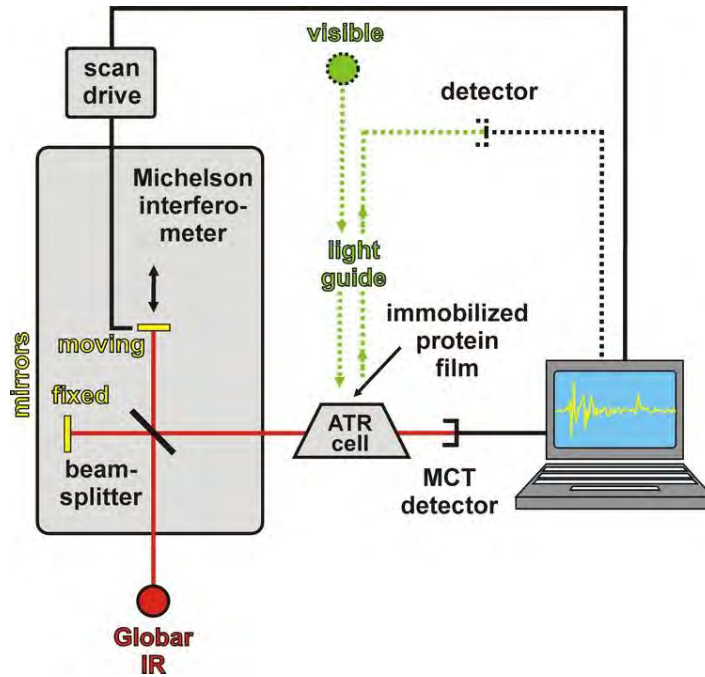 visible
scan
drive
detector
Michelson
interfero-
meter
light
guide
immobilized
protein
film
mirrors
moving
fixed
ATR
cell
beam-
splitter
MCT
detector
Globar
IR